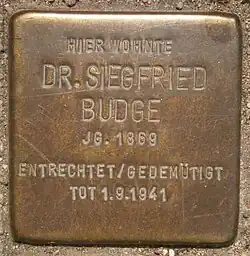 HIER WOHNTE
DR. SIEGFRIED
BUDGE
JG. 1869
ENTRECHTET/GEDEMÜTIGT
TOT 1.9.1941